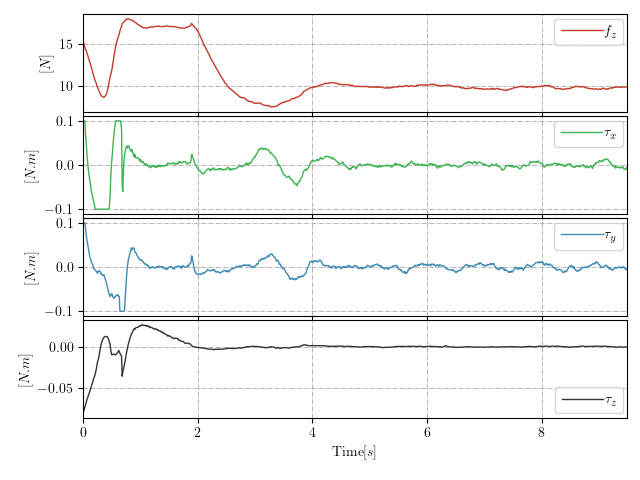 [N]
15
10
f_z
[N.m]
0.1
0.0
−0.1
τ_x
[N.m]
0.1
0.0
−0.1
τ_y
[N.m]
0.00
−0.05
τ_z
0 2 4 6 8
Time[s]